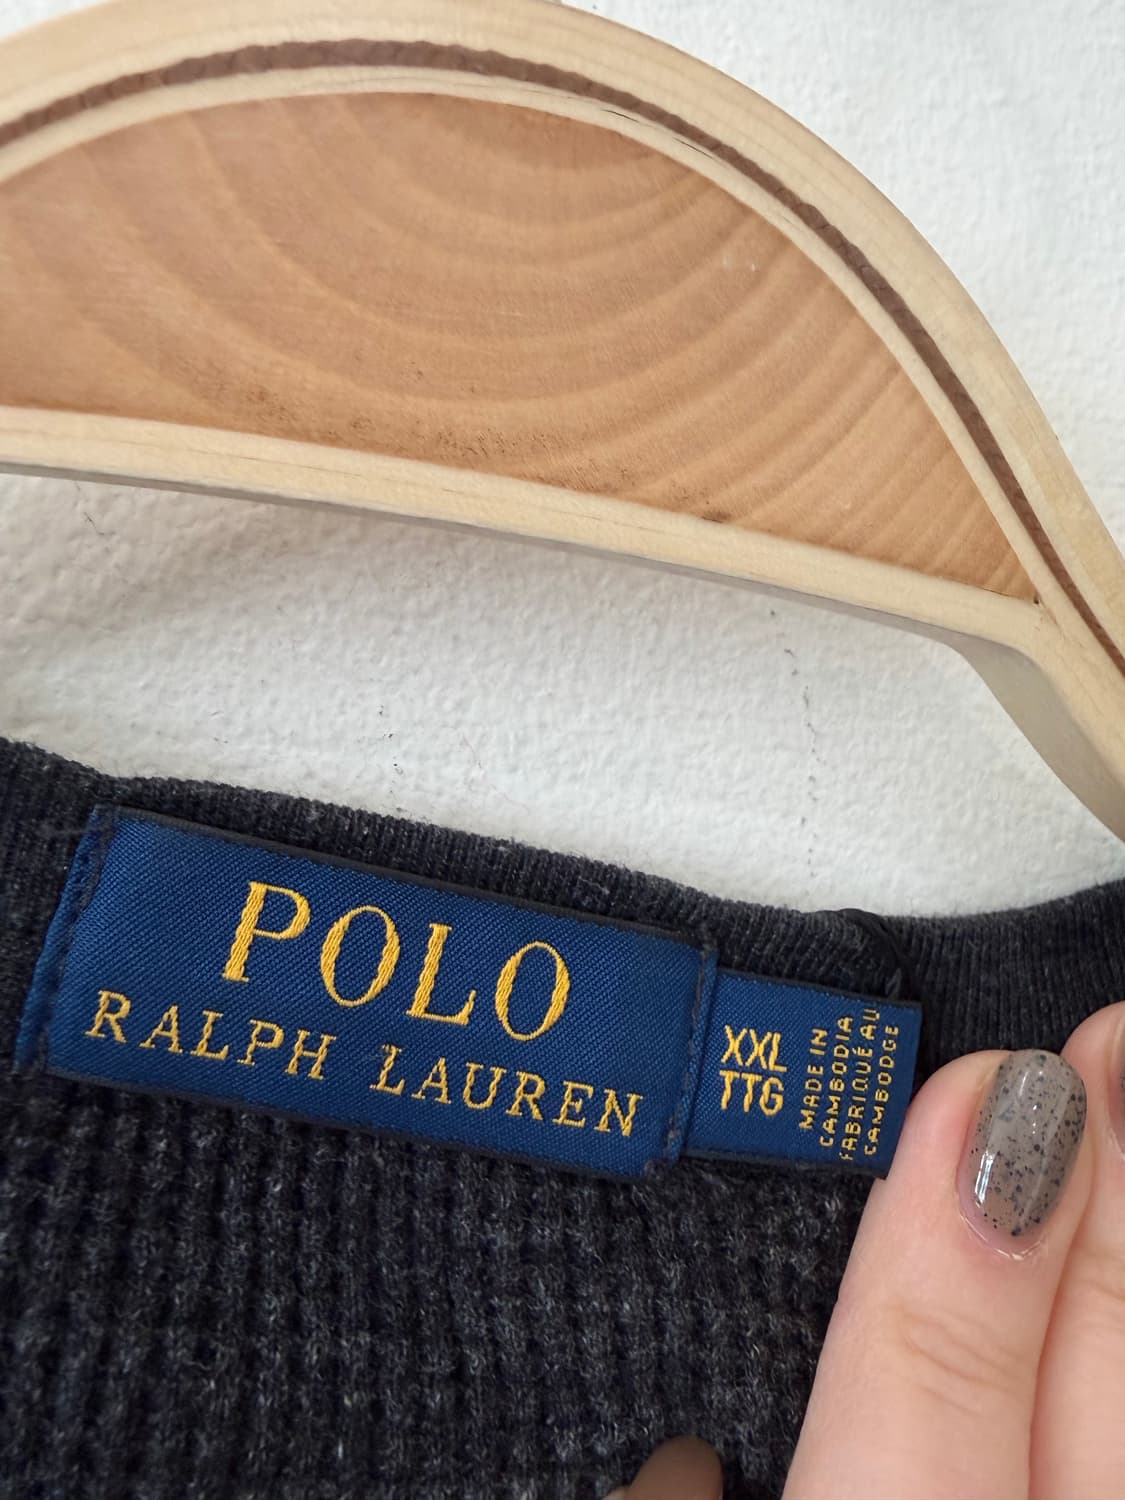 POLO
RALPH LAUREN
XXL
TTG
MADE IN
CAMBODIA
FABRIQUÉ AU
CAMBODGE